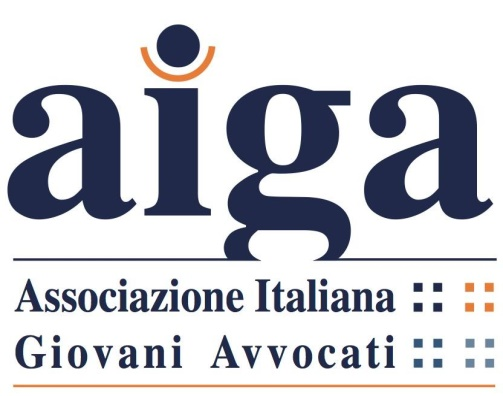 aiga
Associazione Italiana
Giovani Avvocati